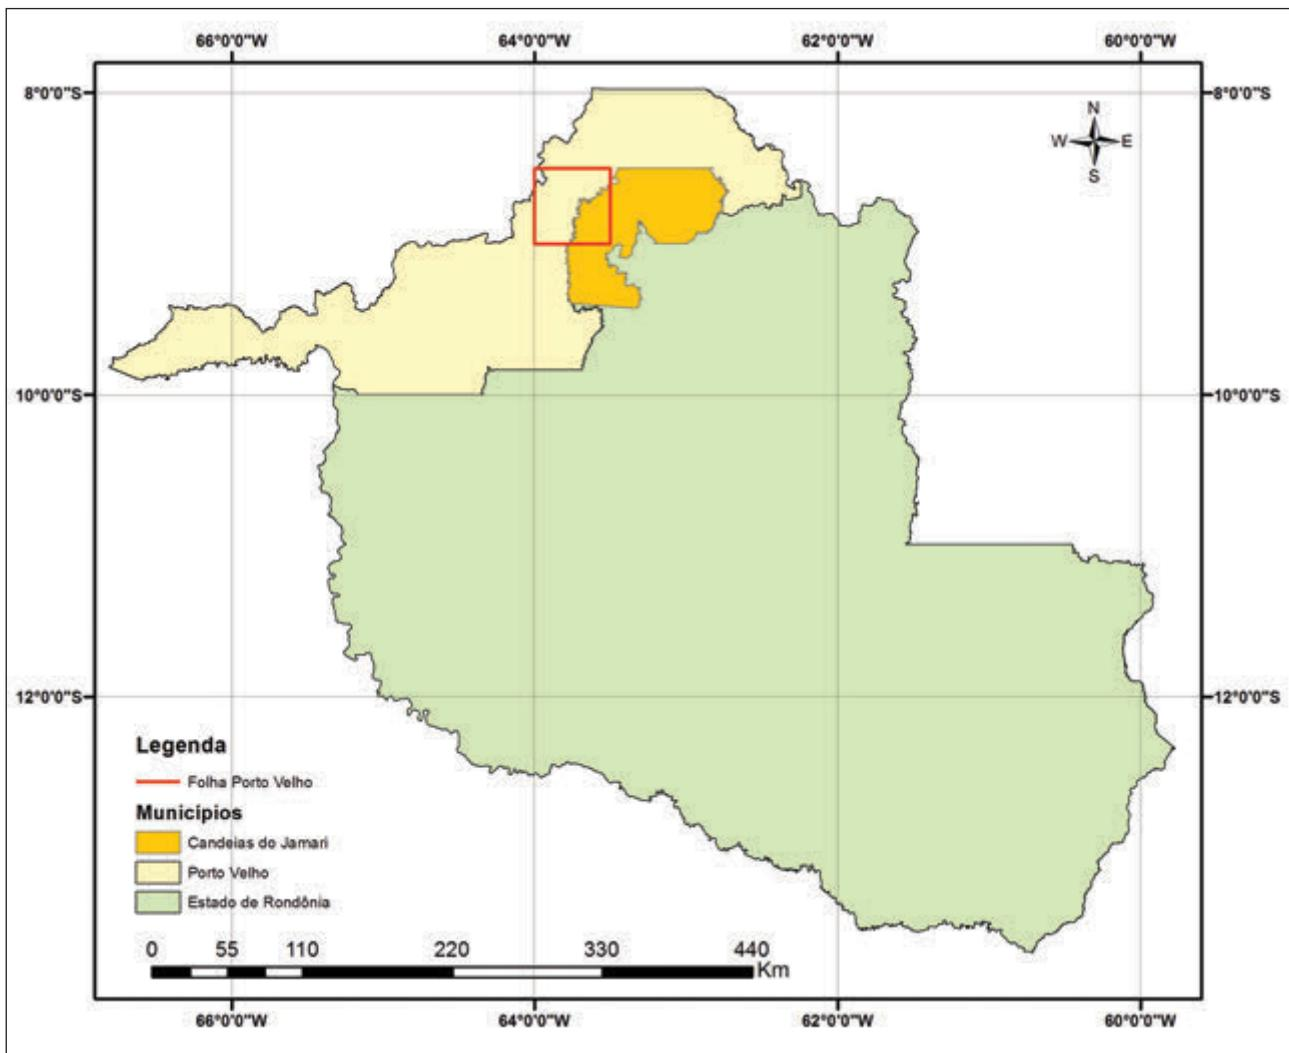 66°0'0"W 64°0'0"W 62°0'0"W 60°0'0"W
8°0'0"S 8°0'0"S
N
W E
S
10°0'0"S 10°0'0"S
12°0'0"S 12°0'0"S
Legenda
Folha Porto Velho
Municípios
Candeias do Jamari
Porto Velho
Estado de Rondônia
0 55 110 220 330 440
Km
66°0'0"W 64°0'0"W 62°0'0"W 60°0'0"W